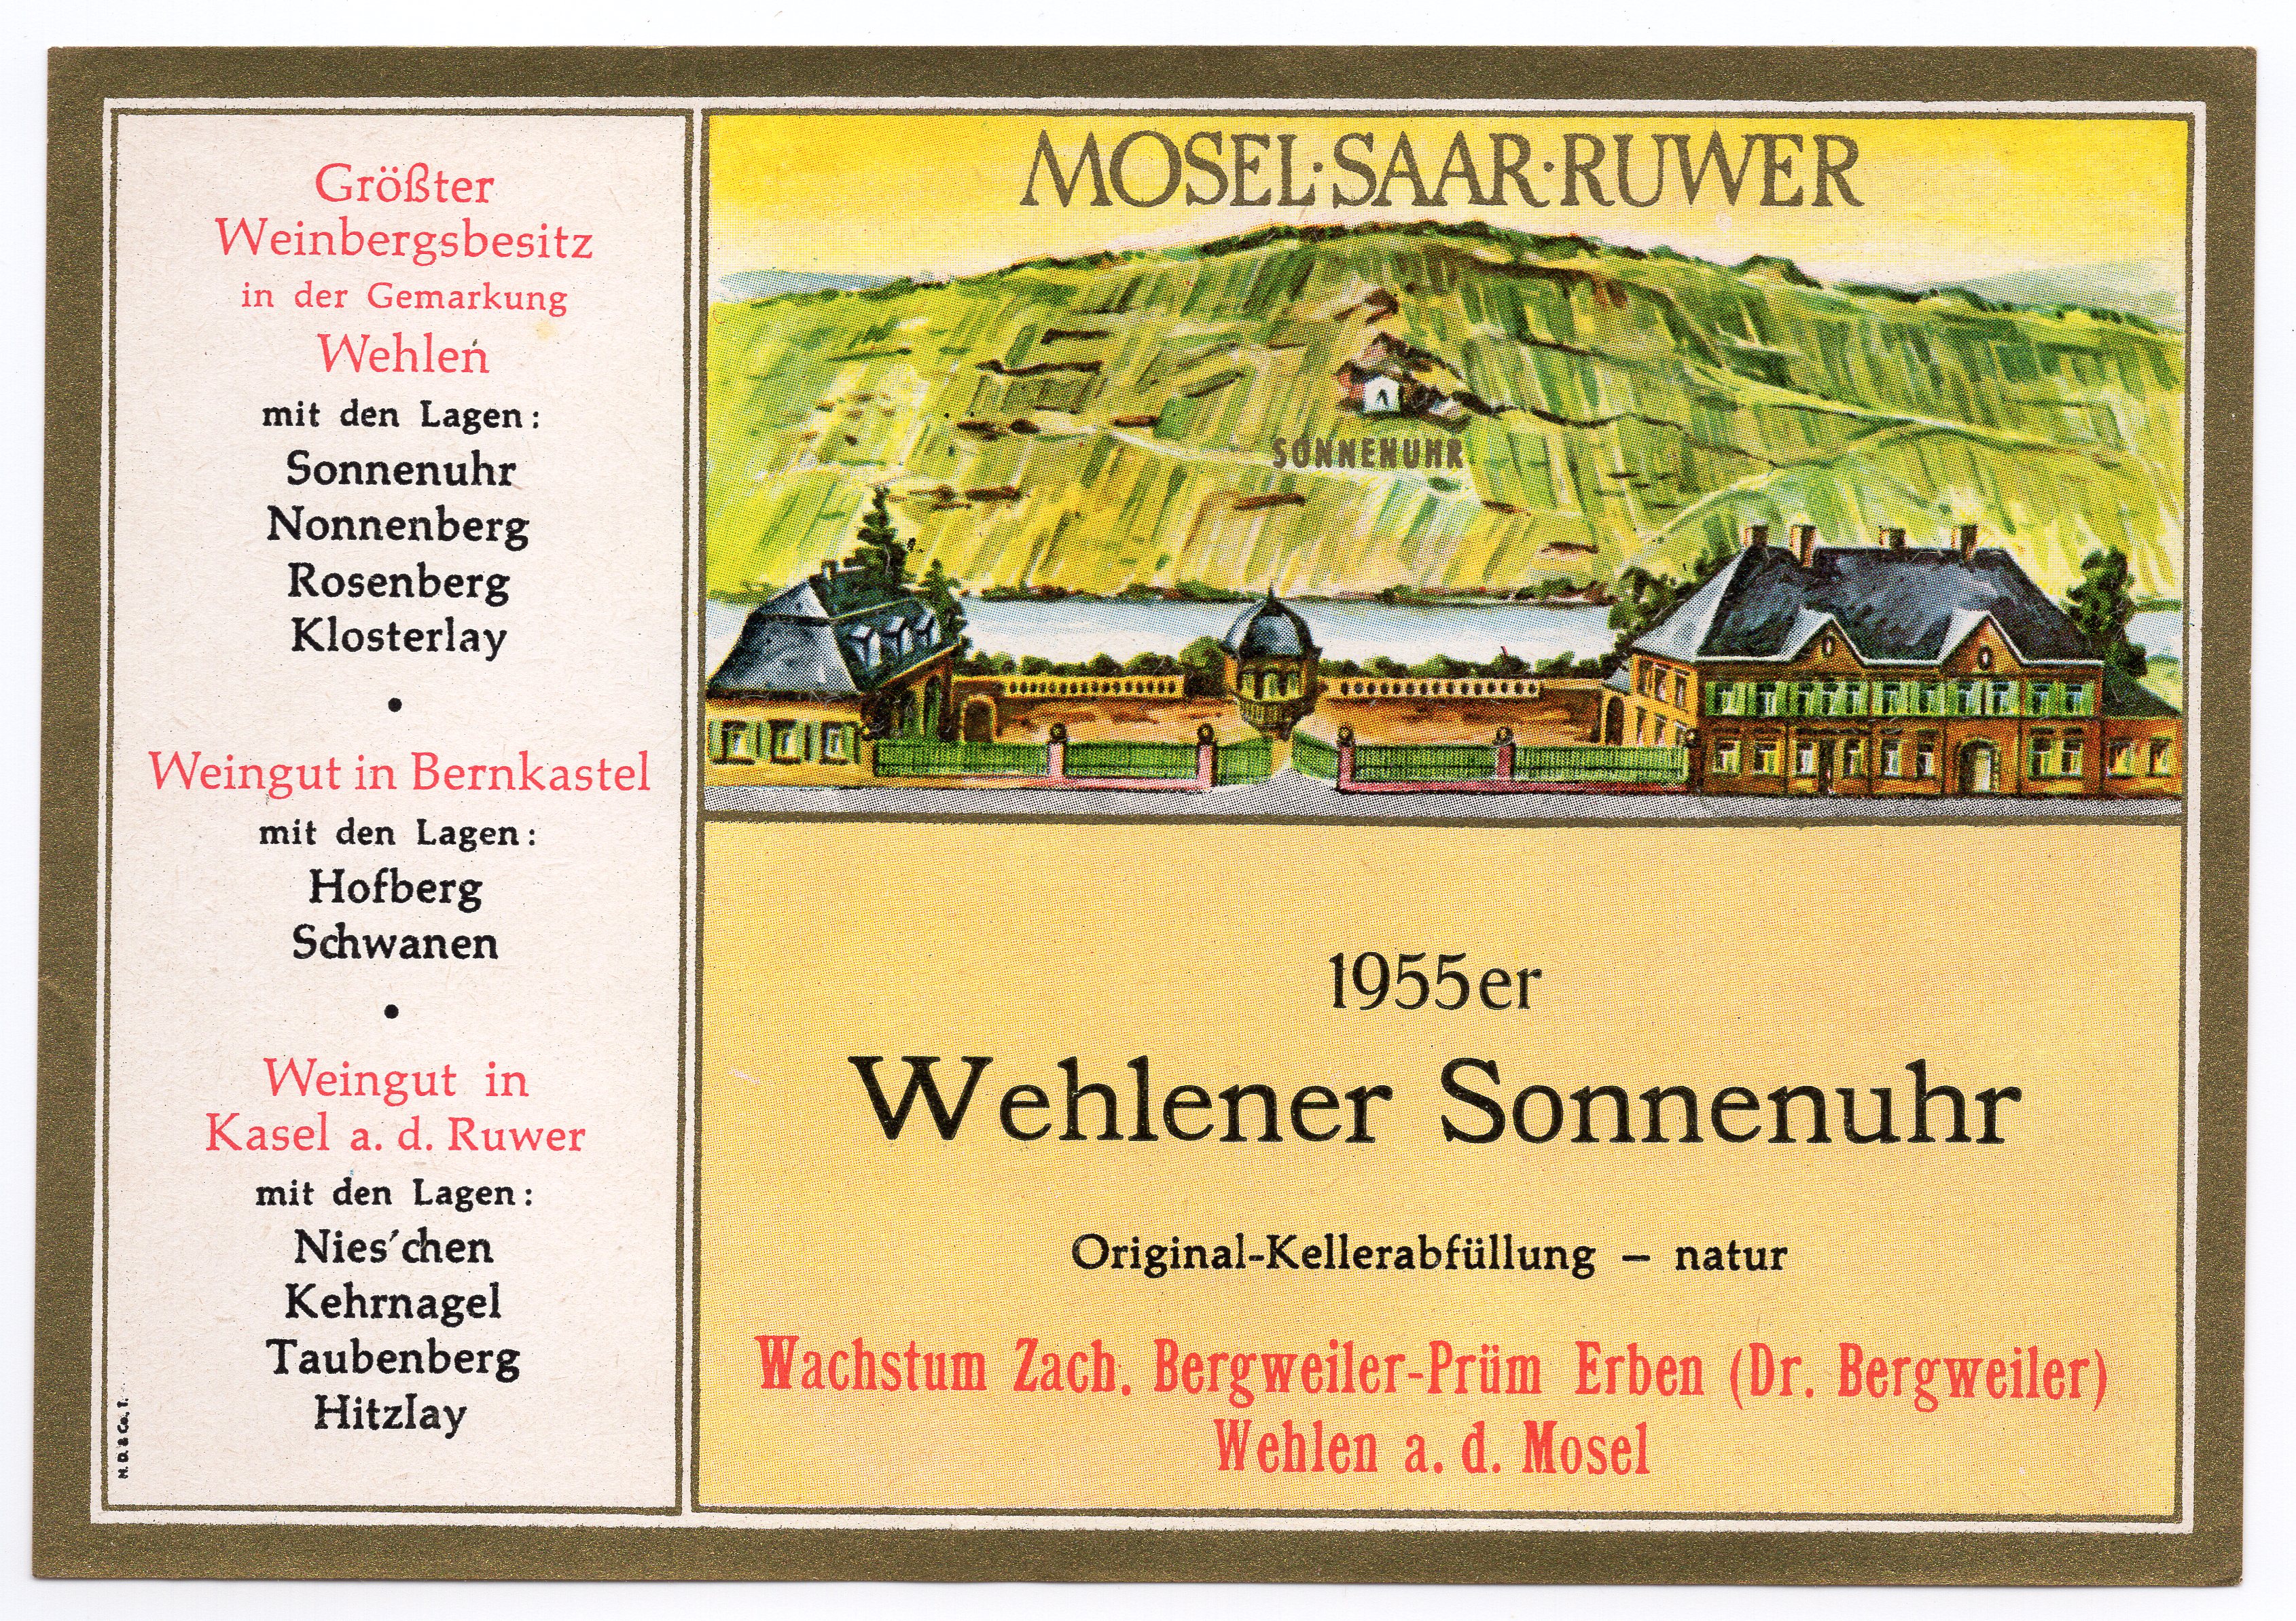 Größter
Weinbergsbesitz
in der Gemarkung
Wehlen
mit den Lagen:
Sonnenuhr
Nonnenberg
Rosenberg
Klosterlay
•
Weingut in Bernkastel
mit den Lagen:
Hofberg
Schwanen
•
Weingut in
Kasel a. d. Ruwer
mit den Lagen:
Nies'chen
Kehrnagel
Taubenberg
Hitzlay
M. D. & Co., T.
MOSEL·SAAR·RUWER
SONNENUHR
1955er
Wehlener Sonnenuhr
Original-Kellerabfüllung – natur
Wachstum Zach. Bergweiler-Prüm Erben (Dr. Bergweiler)
Wehlen a. d. Mosel